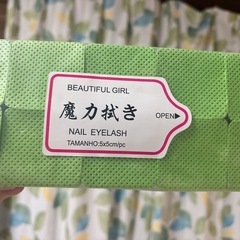 BEAUTIFUL GIRL
魔力拭き
OPEN▶
NAIL EYELASH
TAMANHO:5x5cm/pc